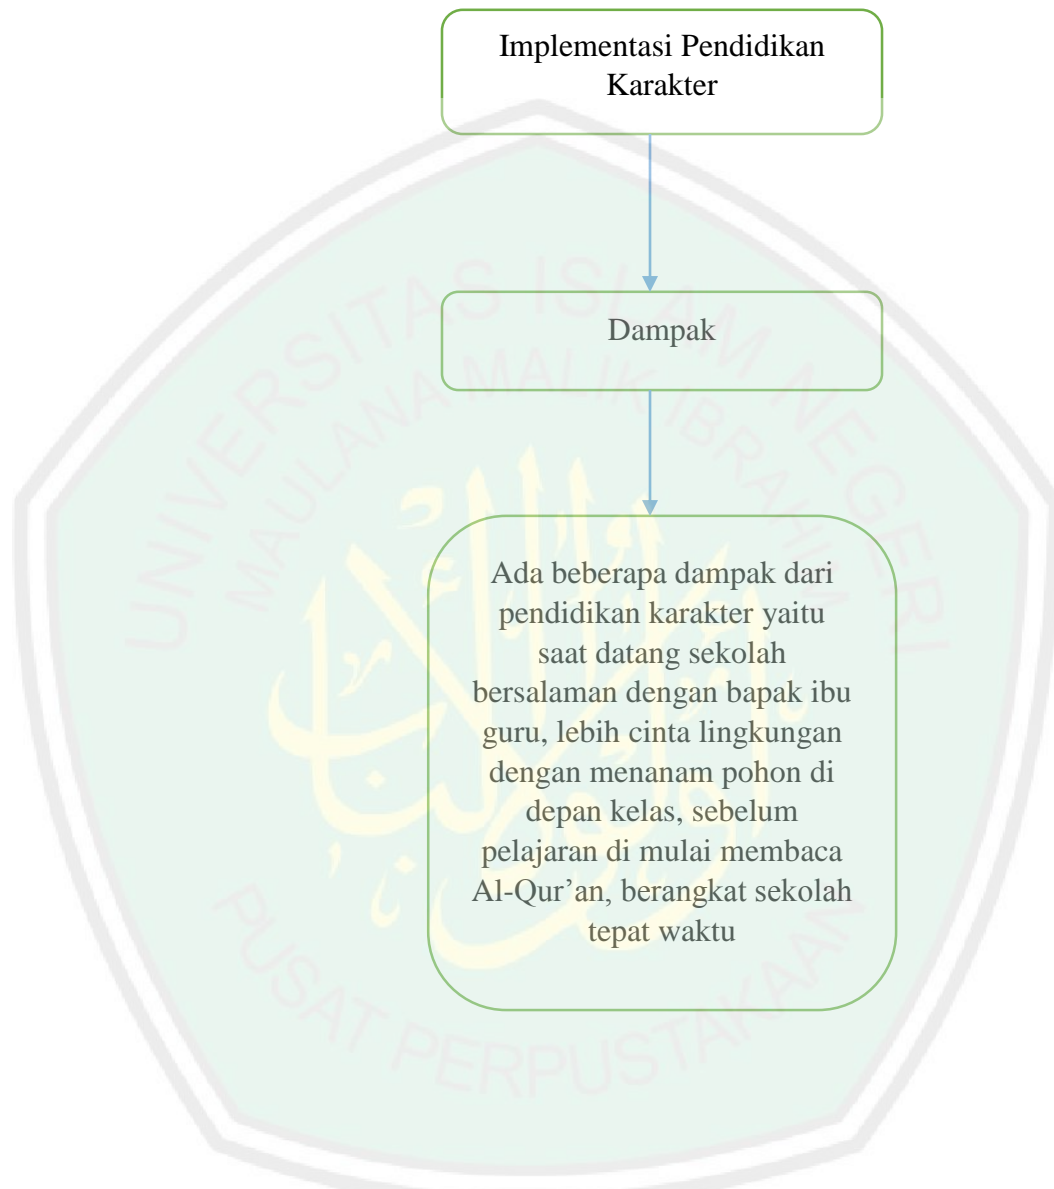 Implementasi Pendidikan
Karakter
UNIVERSITAS ISLAM NEGERI
MAULANA MALIK IBRAHIM
Dampak
Ada beberapa dampak dari
pendidikan karakter yaitu
saat datang sekolah
bersalaman dengan bapak ibu
guru, lebih cinta lingkungan
dengan menanam pohon di
depan kelas, sebelum
pelajaran di mulai membaca
Al-Qur’an, berangkat sekolah
tepat waktu
PUSAT PERPUSTAKAAN